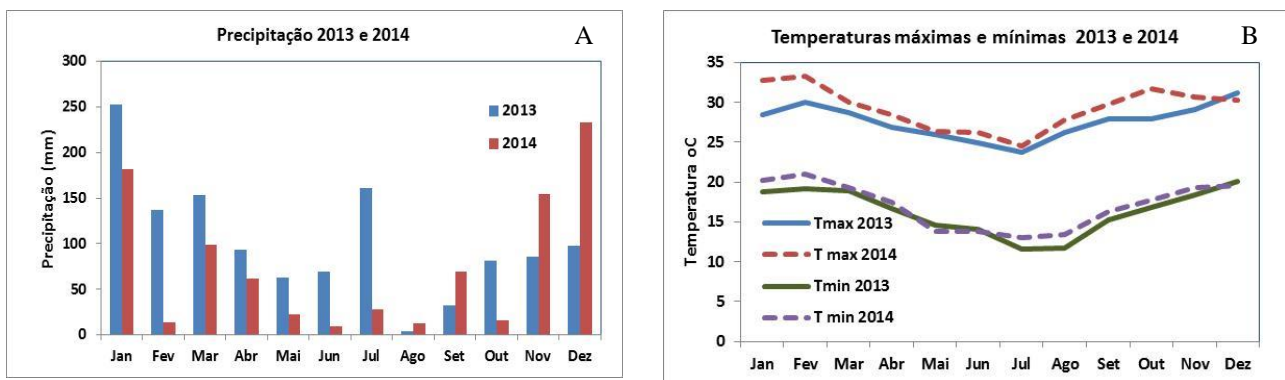 Precipitação 2013 e 2014
A
300
250
200
150
100
50
0
Precipitação (mm)
2013
2014
Jan Fev Mar Abr Mai Jun Jul Ago Set Out Nov Dez
Temperaturas máximas e mínimas 2013 e 2014
B
35
30
25
20
15
10
5
0
Temperatura oC
Tmax 2013
T max 2014
Tmin 2013
T min 2014
Jan Fev Mar Abr Mai Jun Jul Ago Set Out Nov Dez